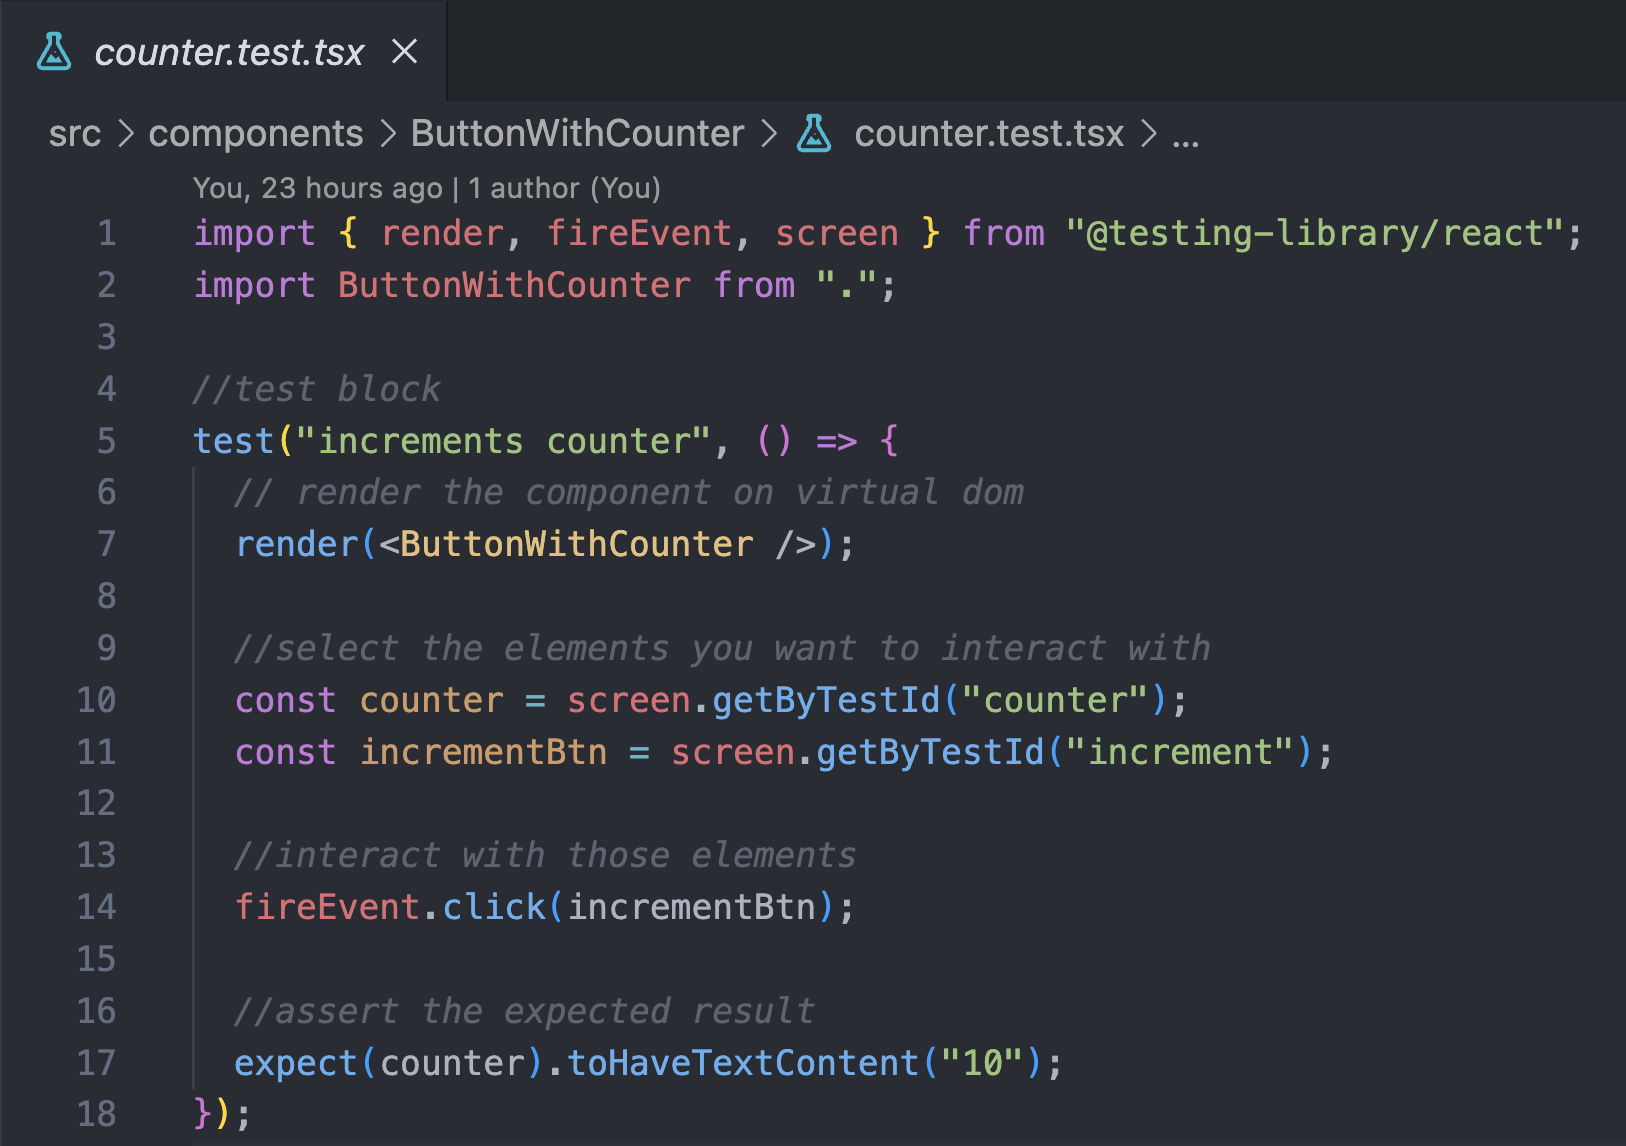 counter.test.tsx
src > components > ButtonWithCounter > counter.test.tsx > ...
You, 23 hours ago | 1 author (You)
1 import { render, fireEvent, screen } from "@testing-library/react";
2 import ButtonWithCounter from ".";
3
4 //test block
5 test("increments counter", () => {
6 // render the component on virtual dom
7 render(<ButtonWithCounter />);
8
9 //select the elements you want to interact with
10 const counter = screen.getByTestId("counter");
11 const incrementBtn = screen.getByTestId("increment");
12
13 //interact with those elements
14 fireEvent.click(incrementBtn);
15
16 //assert the expected result
17 expect(counter).toHaveTextContent("10");
18 });